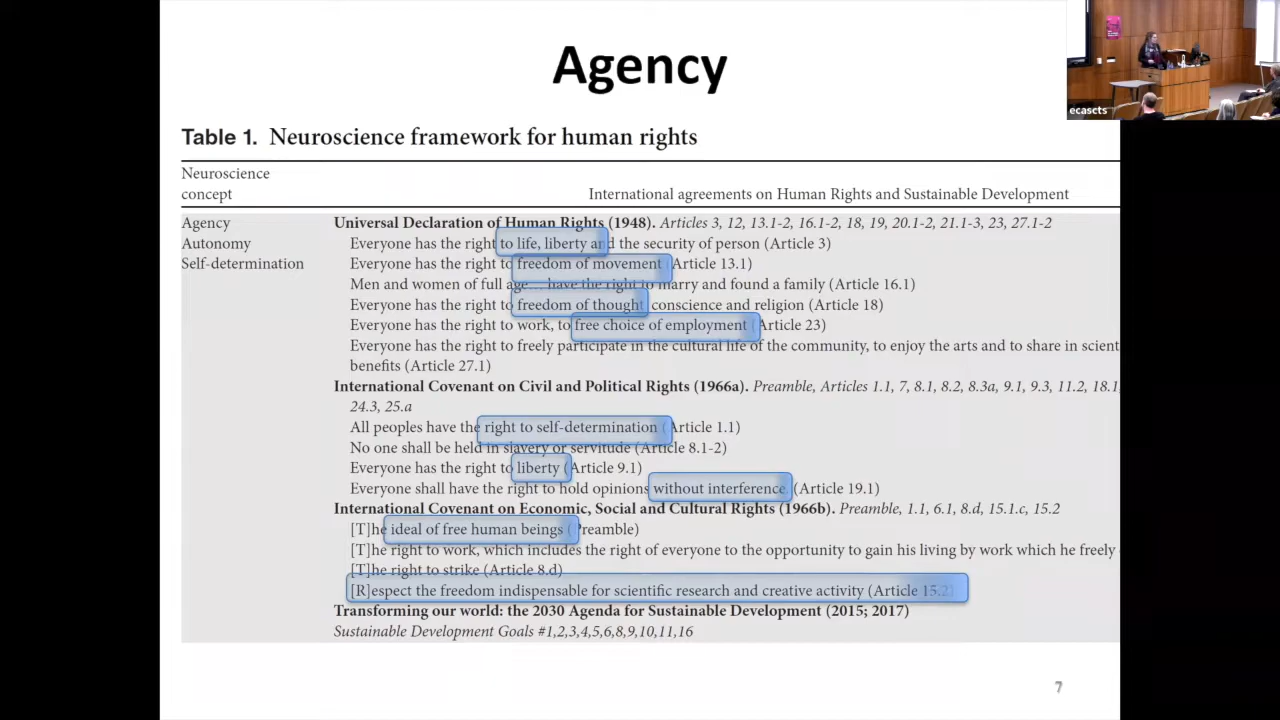 Agency
ecascts
Table 1. Neuroscience framework for human rights
Neuroscience
concept
International agreements on Human Rights and Sustainable Development
Agency
Autonomy
Self-determination
Universal Declaration of Human Rights (1948). Articles 3, 12, 13.1-2, 16.1-2, 18, 19, 20.1-2, 21.1-3, 23, 27.1-2
Everyone has the right to life, liberty and the security of person (Article 3)
Everyone has the right to freedom of movement (Article 13.1)
Men and women of full age... have the right to marry and found a family (Article 16.1)
Everyone has the right to freedom of thought, conscience and religion (Article 18)
Everyone has the right to work, to free choice of employment (Article 23)
Everyone has the right to freely participate in the cultural life of the community, to enjoy the arts and to share in scient
benefits (Article 27.1)
International Covenant on Civil and Political Rights (1966a). Preamble, Articles 1.1, 7, 8.1, 8.2, 8.3a, 9.1, 9.3, 11.2, 18.1,
24.3, 25.a
All peoples have the right to self-determination (Article 1.1)
No one shall be held in slavery or servitude (Article 8.1-2)
Everyone has the right to liberty (Article 9.1)
Everyone shall have the right to hold opinions without interference (Article 19.1)
International Covenant on Economic, Social and Cultural Rights (1966b). Preamble, 1.1, 6.1, 8.d, 15.1.c, 15.2
[T]he ideal of free human beings (Preamble)
[T]he right to work, which includes the right of everyone to the opportunity to gain his living by work which he freely
[T]he right to strike (Article 8.d)
[R]espect the freedom indispensable for scientific research and creative activity (Article 15.2)
Transforming our world: the 2030 Agenda for Sustainable Development (2015; 2017)
Sustainable Development Goals #1,2,3,4,5,6,8,9,10,11,16
7